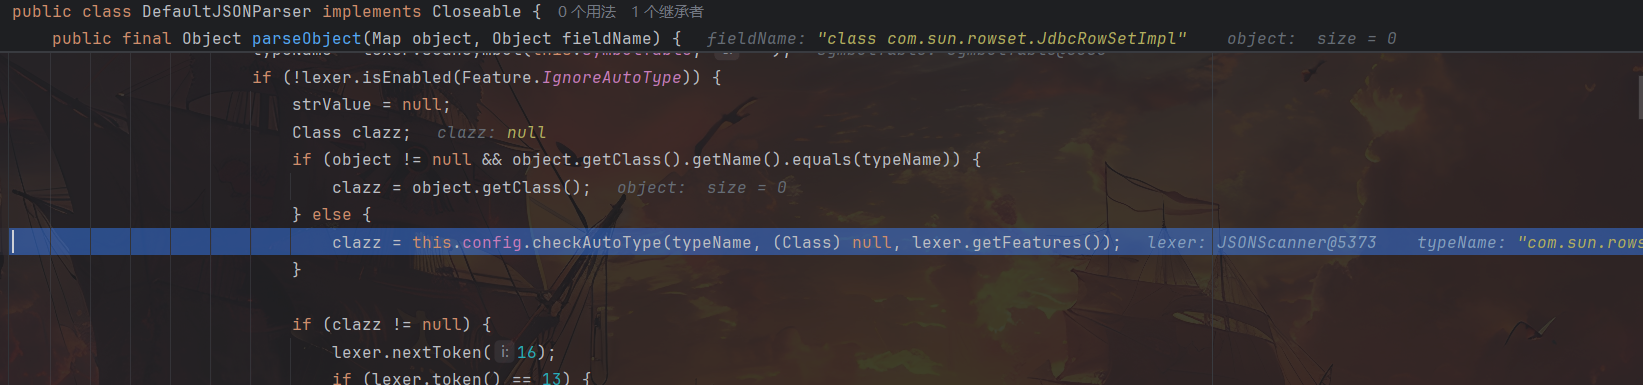 public class DefaultJSONParser implements Closeable { 0 个用法 1 个继承者
public final Object parseObject(Map object, Object fieldName) { fieldName: "class com.sun.rowset.JdbcRowSetImpl" object: size = 0
if (!lexer.isEnabled(Feature.IgnoreAutoType)) {
strValue = null;
Class clazz; clazz: null
if (object != null && object.getClass().getName().equals(typeName)) {
clazz = object.getClass(); object: size = 0
} else {
clazz = this.config.checkAutoType(typeName, (Class) null, lexer.getFeatures()); lexer: JSONScanner@5373 typeName: "com.sun.rows
}
if (clazz != null) {
lexer.nextToken( i: 16);
if (lexer.token() == 13) {